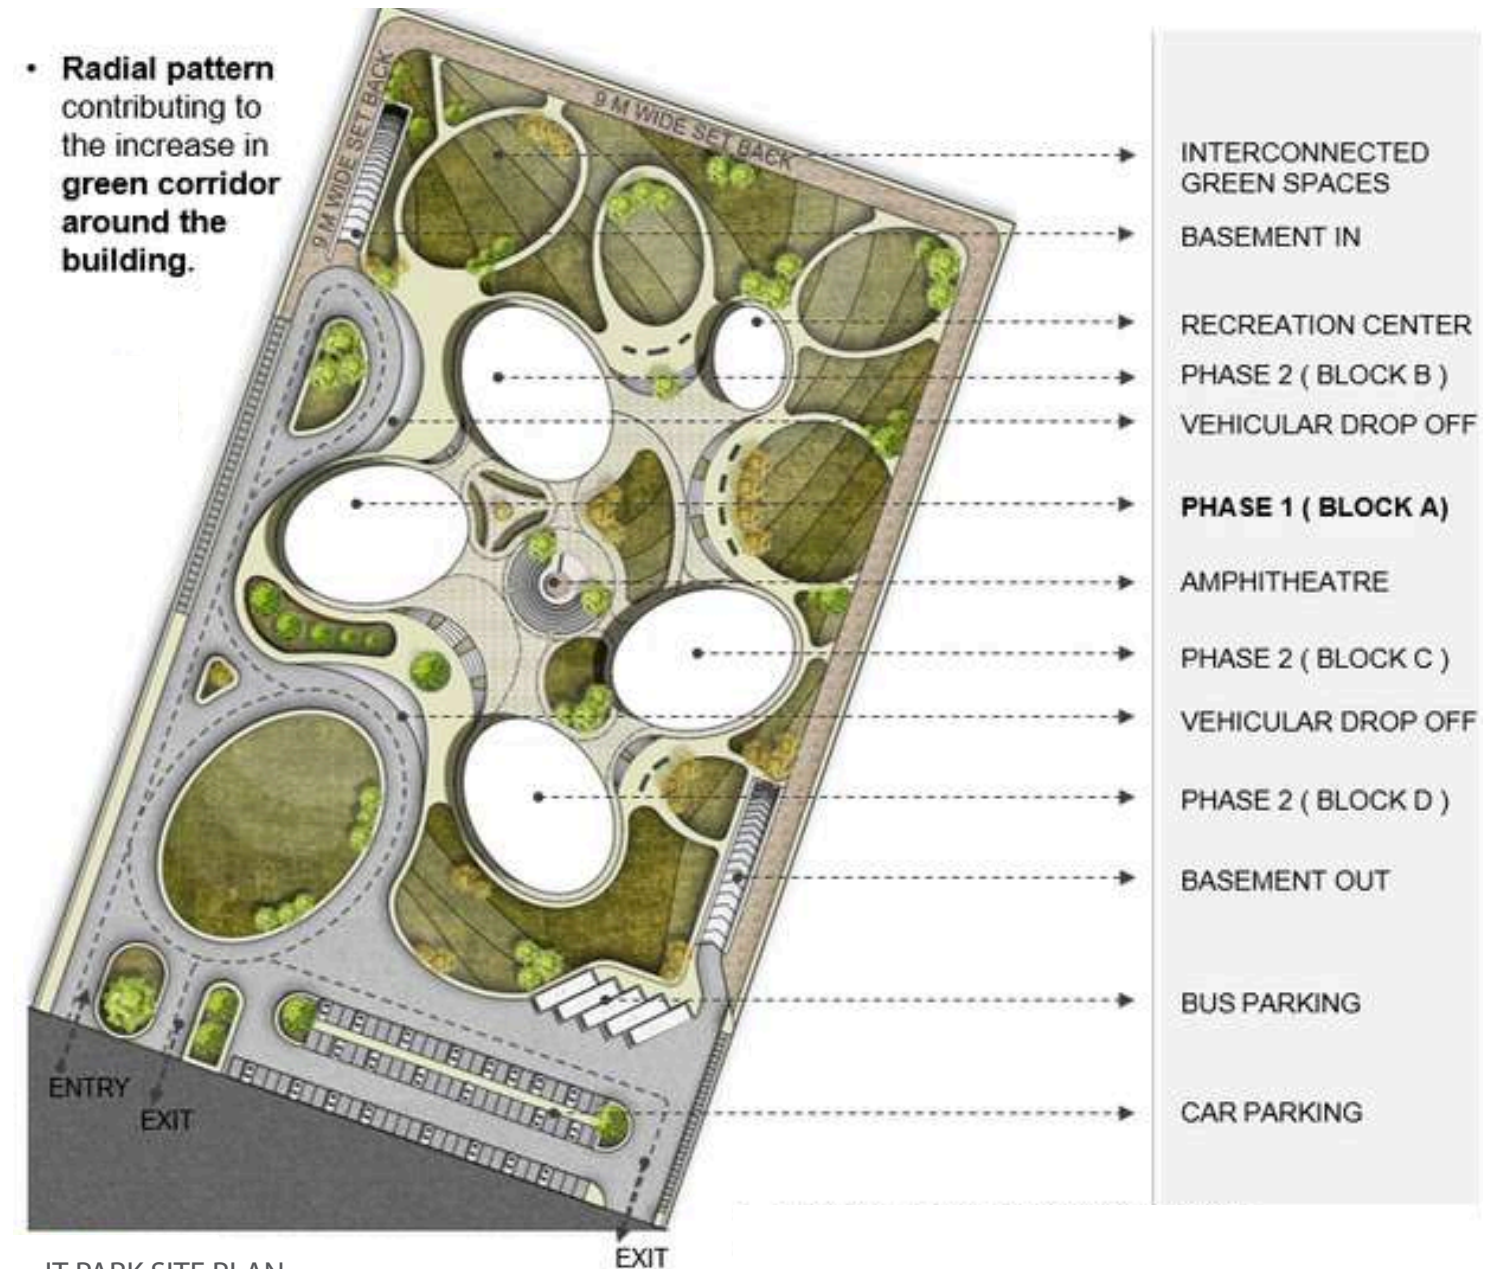 • Radial pattern
contributing to
the increase in
green corridor
around the
building.
9 M WIDE SET BACK
9 M WIDE SET BACK
INTERCONNECTED
GREEN SPACES
BASEMENT IN
RECREATION CENTER
PHASE 2 ( BLOCK B )
VEHICULAR DROP OFF
PHASE 1 ( BLOCK A)
AMPHITHEATRE
PHASE 2 ( BLOCK C )
VEHICULAR DROP OFF
PHASE 2 ( BLOCK D )
BASEMENT OUT
BUS PARKING
CAR PARKING
ENTRY
EXIT
EXIT
IT PARK SITE PLAN